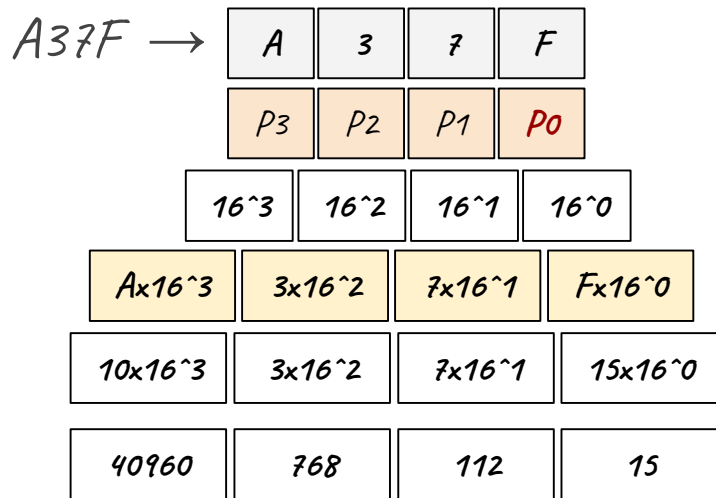 A37F → A 3 7 F
P3 P2 P1 P0
16^3 16^2 16^1 16^0
Ax16^3 3x16^2 7x16^1 Fx16^0
10x16^3 3x16^2 7x16^1 15x16^0
40960 768 112 15